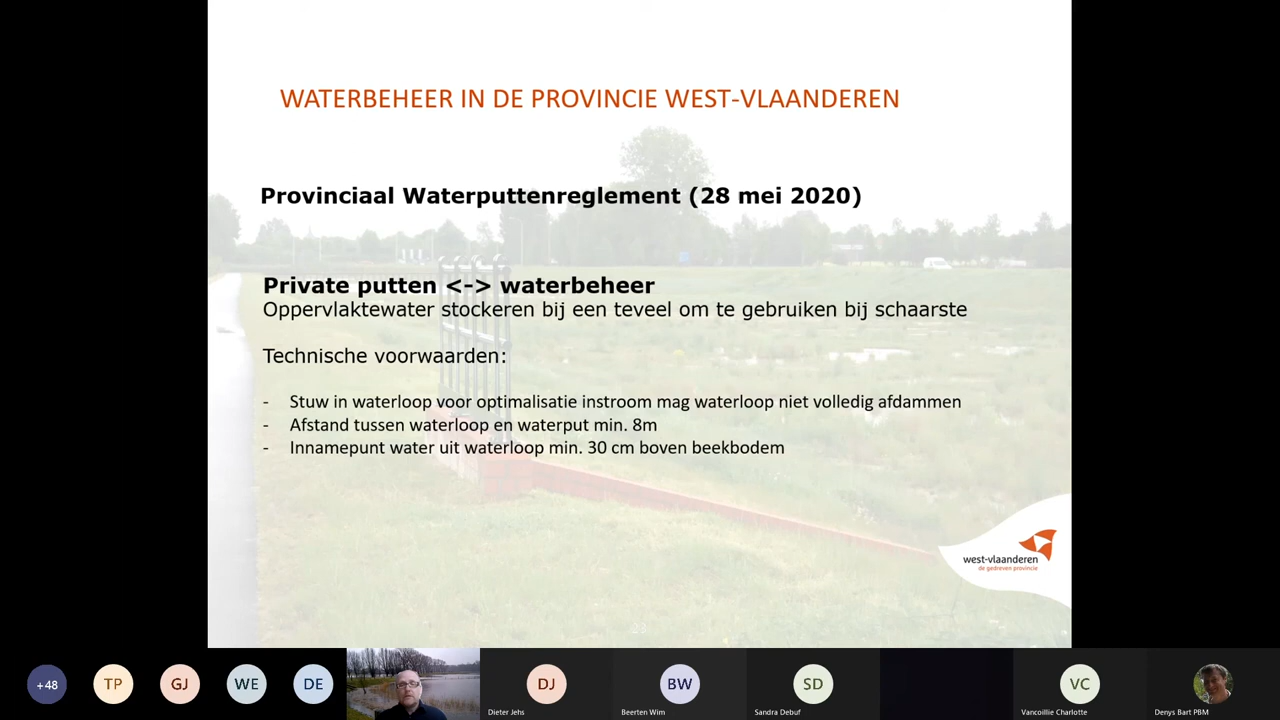 WATERBEHEER IN DE PROVINCIE WEST-VLAANDEREN
Provinciaal Waterputtenreglement (28 mei 2020)
Private putten <-> waterbeheer
Oppervlaktewater stockeren bij een teveel om te gebruiken bij schaarste
Technische voorwaarden:
- Stuw in waterloop voor optimalisatie instroom mag waterloop niet volledig afdammen
- Afstand tussen waterloop en waterput min. 8m
- Innamepunt water uit waterloop min. 30 cm boven beekbodem
west-vlaanderen
de gedreven provincie
+48
TP
GJ
WE
DE
DJ
BW
SD
VC
Dieter Jehs
Beerten Wim
Sandra Debuf
Vancoillie Charlotte
Denys Bart PBM